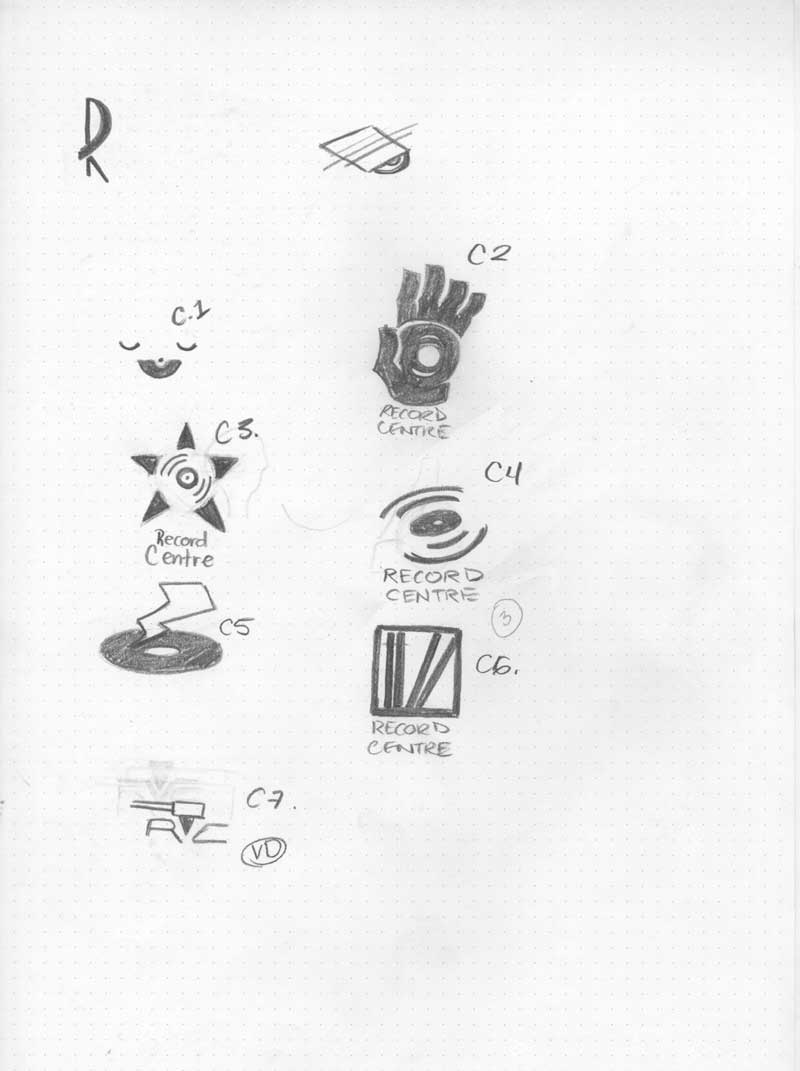 R
C2
C.1
RECORD
CENTRE
C3.
Record
Centre
C4
RECORD
CENTRE
3
C5
C6.
RECORD
CENTRE
C7.
RC
VD